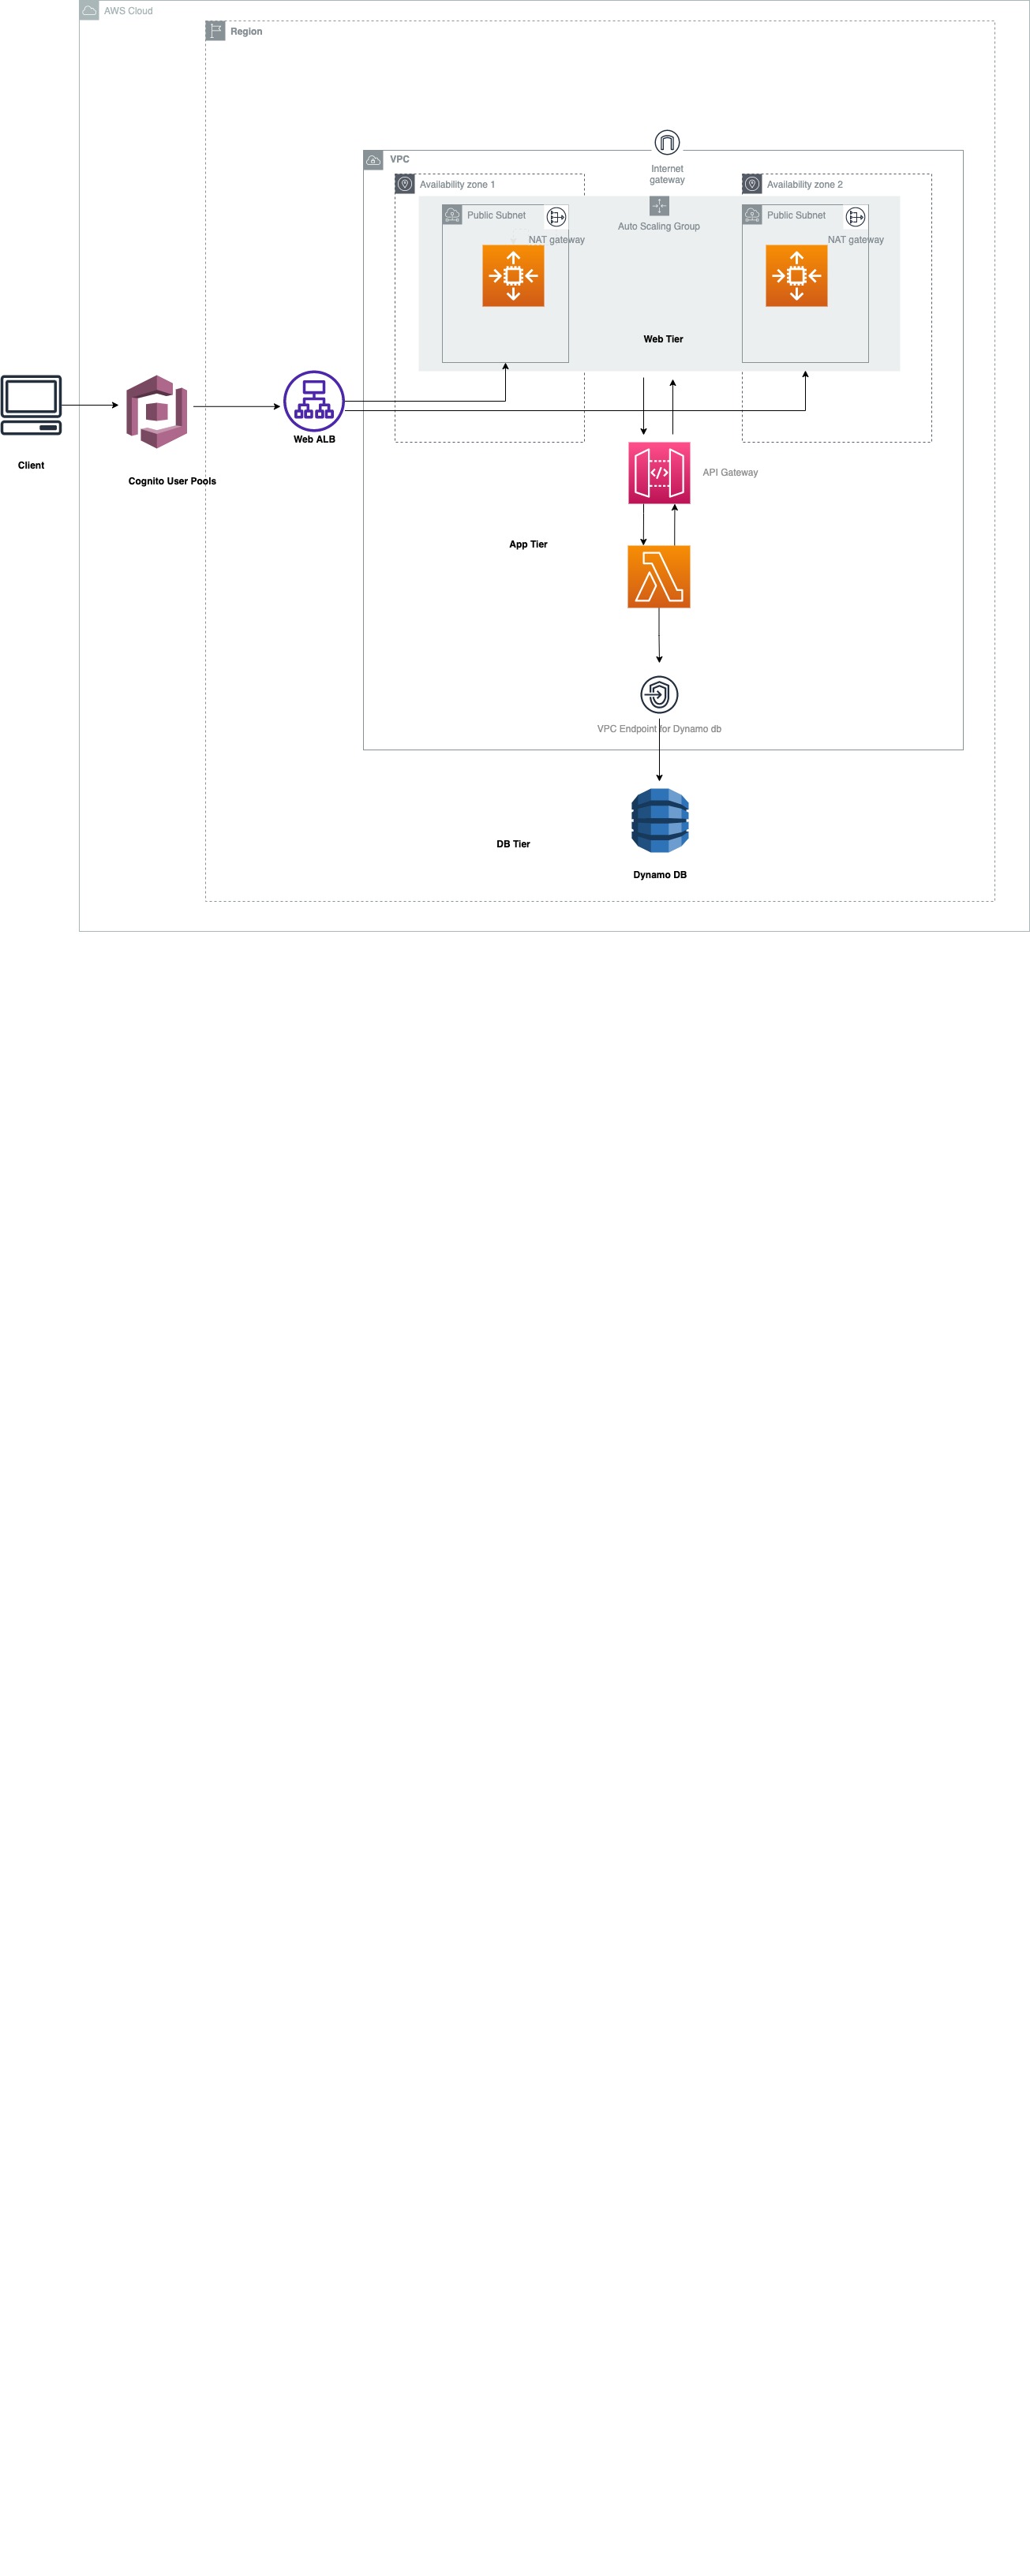 AWS Cloud
Region
VPC
Internet
gateway
Availability zone 1
Availability zone 2
Public Subnet
NAT gateway
Auto Scaling Group
Public Subnet
NAT gateway
Web Tier
Client
Cognito User Pools
Web ALB
API Gateway
App Tier
VPC Endpoint for Dynamo db
DB Tier
Dynamo DB